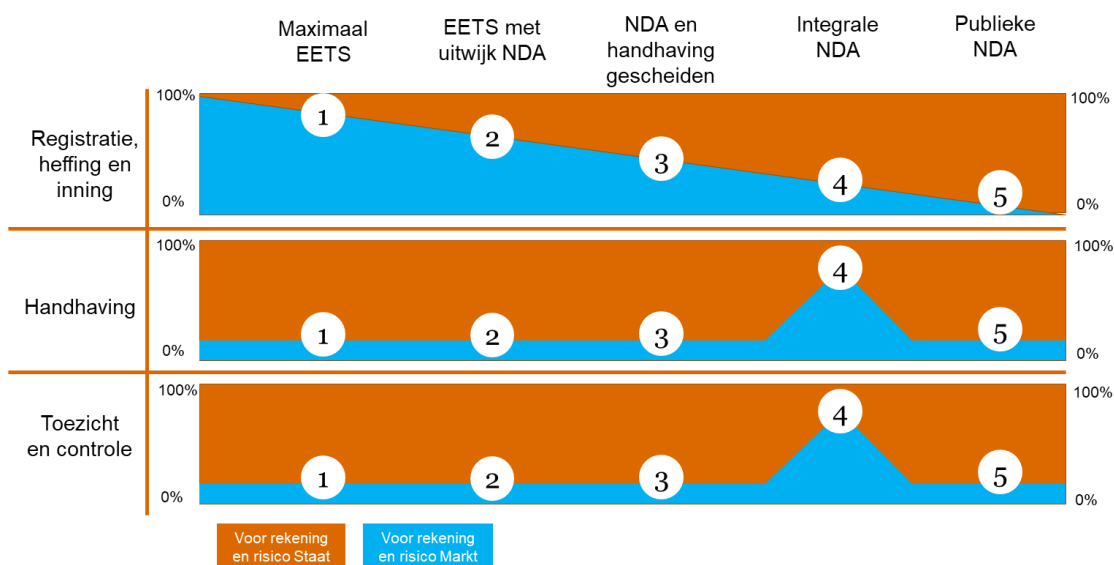 Maximaal
EETS
EETS met
uitwijk NDA
NDA en
handhaving
gescheiden
Integrale
NDA
Publieke
NDA
Registratie,
heffing en
inning
100%
0%
1
2
3
4
5
100%
0%
Handhaving
100%
0%
1
2
3
4
5
100%
0%
Toezicht
en controle
100%
0%
1
2
3
4
5
100%
0%
Voor rekening
en risico Staat
Voor rekening
en risico Markt